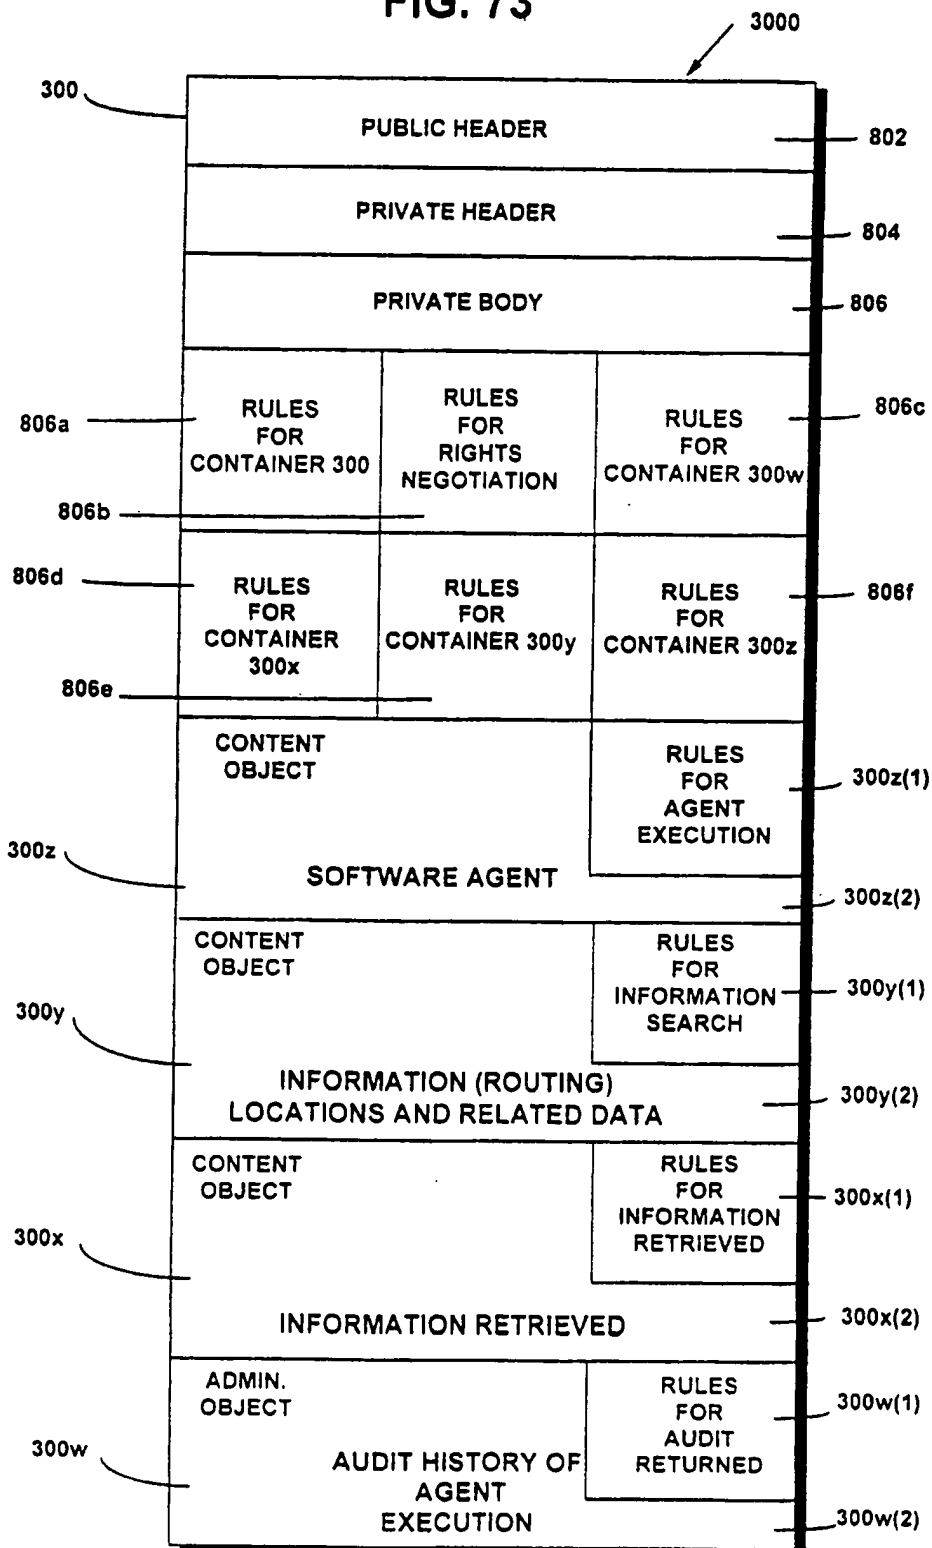 FIG. 73
3000
300
PUBLIC HEADER
802
PRIVATE HEADER
804
PRIVATE BODY
806
806a
RULES
FOR
CONTAINER 300
806b
RULES
FOR
RIGHTS
NEGOTIATION
RULES
FOR
CONTAINER 300w
806c
806d
RULES
FOR
CONTAINER
300x
806e
RULES
FOR
CONTAINER 300y
RULES
FOR
CONTAINER 300z
806f
CONTENT
OBJECT
RULES
FOR
AGENT
EXECUTION
300z(1)
300z
SOFTWARE AGENT
300z(2)
CONTENT
OBJECT
RULES
FOR
INFORMATION
SEARCH
300y(1)
300y
INFORMATION (ROUTING)
LOCATIONS AND RELATED DATA
300y(2)
CONTENT
OBJECT
RULES
FOR
INFORMATION
RETRIEVED
300x(1)
300x
INFORMATION RETRIEVED
300x(2)
ADMIN.
OBJECT
RULES
FOR
AUDIT
RETURNED
300w(1)
300w
AUDIT HISTORY OF
AGENT
EXECUTION
300w(2)